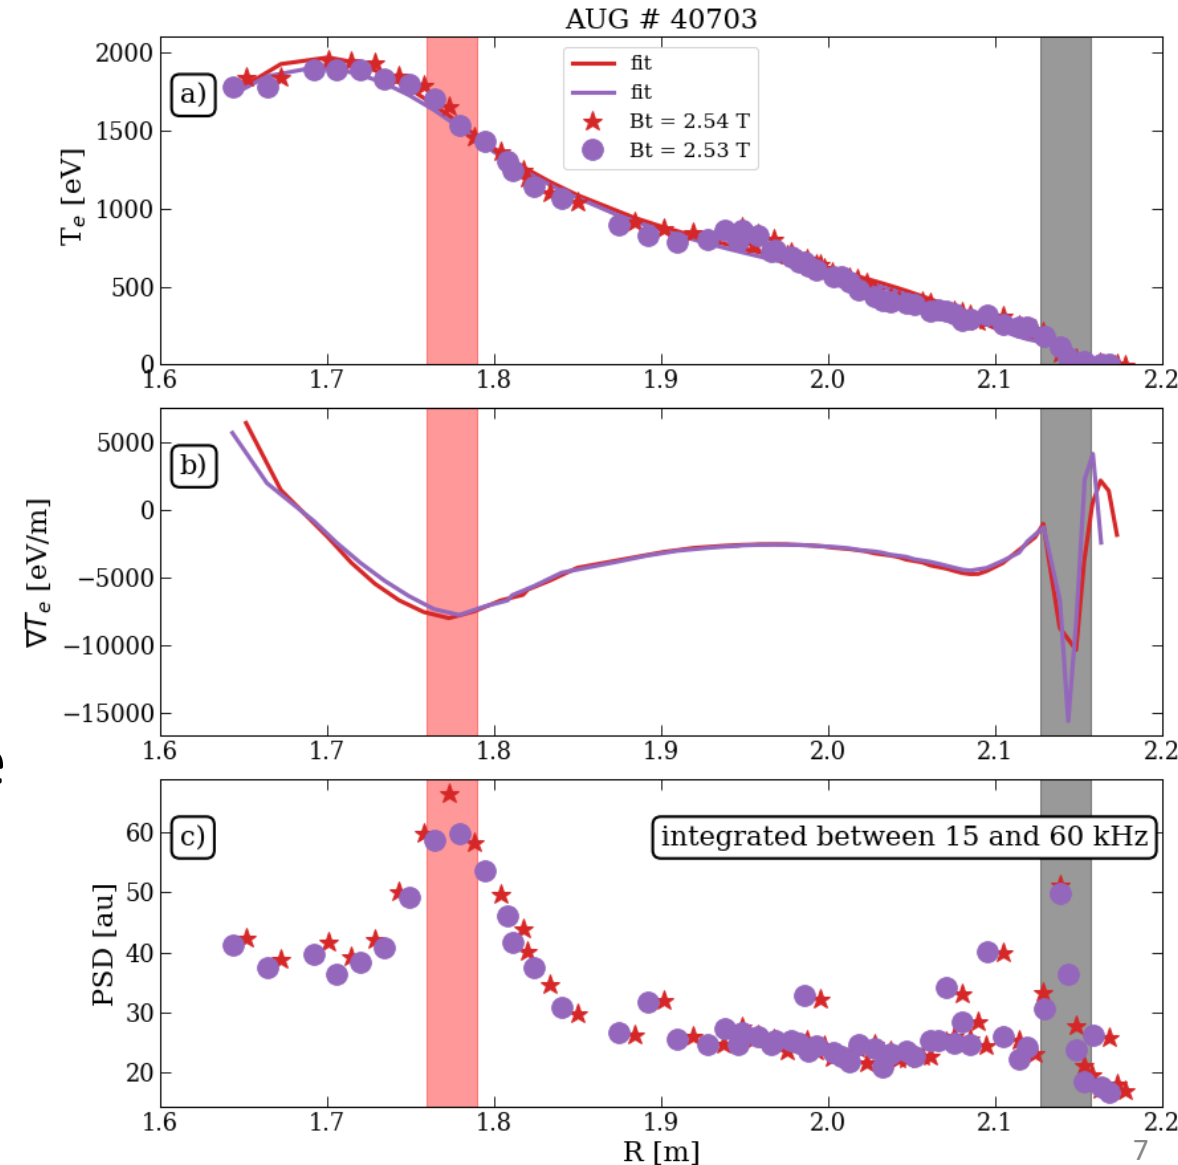 AUG # 40703
a)
fit
fit
Bt = 2.54 T
Bt = 2.53 T
Tₑ [eV]
2000
1500
1000
500
0
1.6 1.7 1.8 1.9 2.0 2.1 2.2
b)
∇Tₑ [eV/m]
5000
0
−5000
−10000
−15000
1.6 1.7 1.8 1.9 2.0 2.1 2.2
c)
integrated between 15 and 60 kHz
PSD [au]
60
50
40
30
20
1.6 1.7 1.8 1.9 2.0 2.1 2.2
R [m]
7